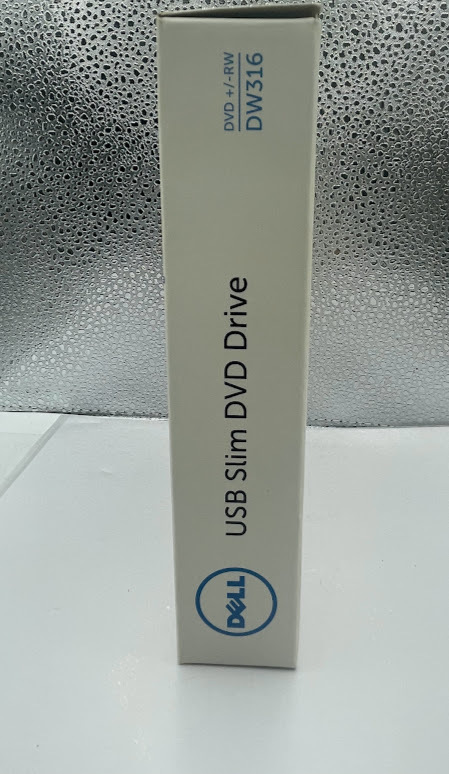 DELL
USB Slim DVD Drive
DVD +/-RW
DW316